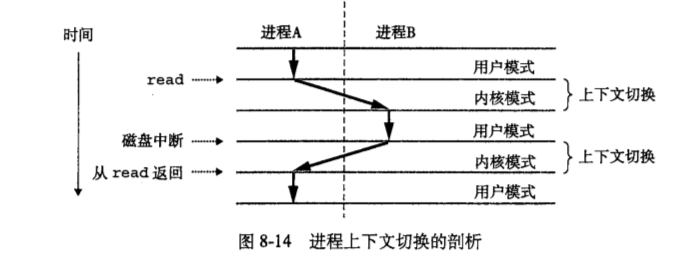 时间
进程A 进程B
用户模式
read
内核模式 上下文切换
用户模式
磁盘中断
内核模式 上下文切换
从 read 返回
用户模式
图 8-14 进程上下文切换的剖析